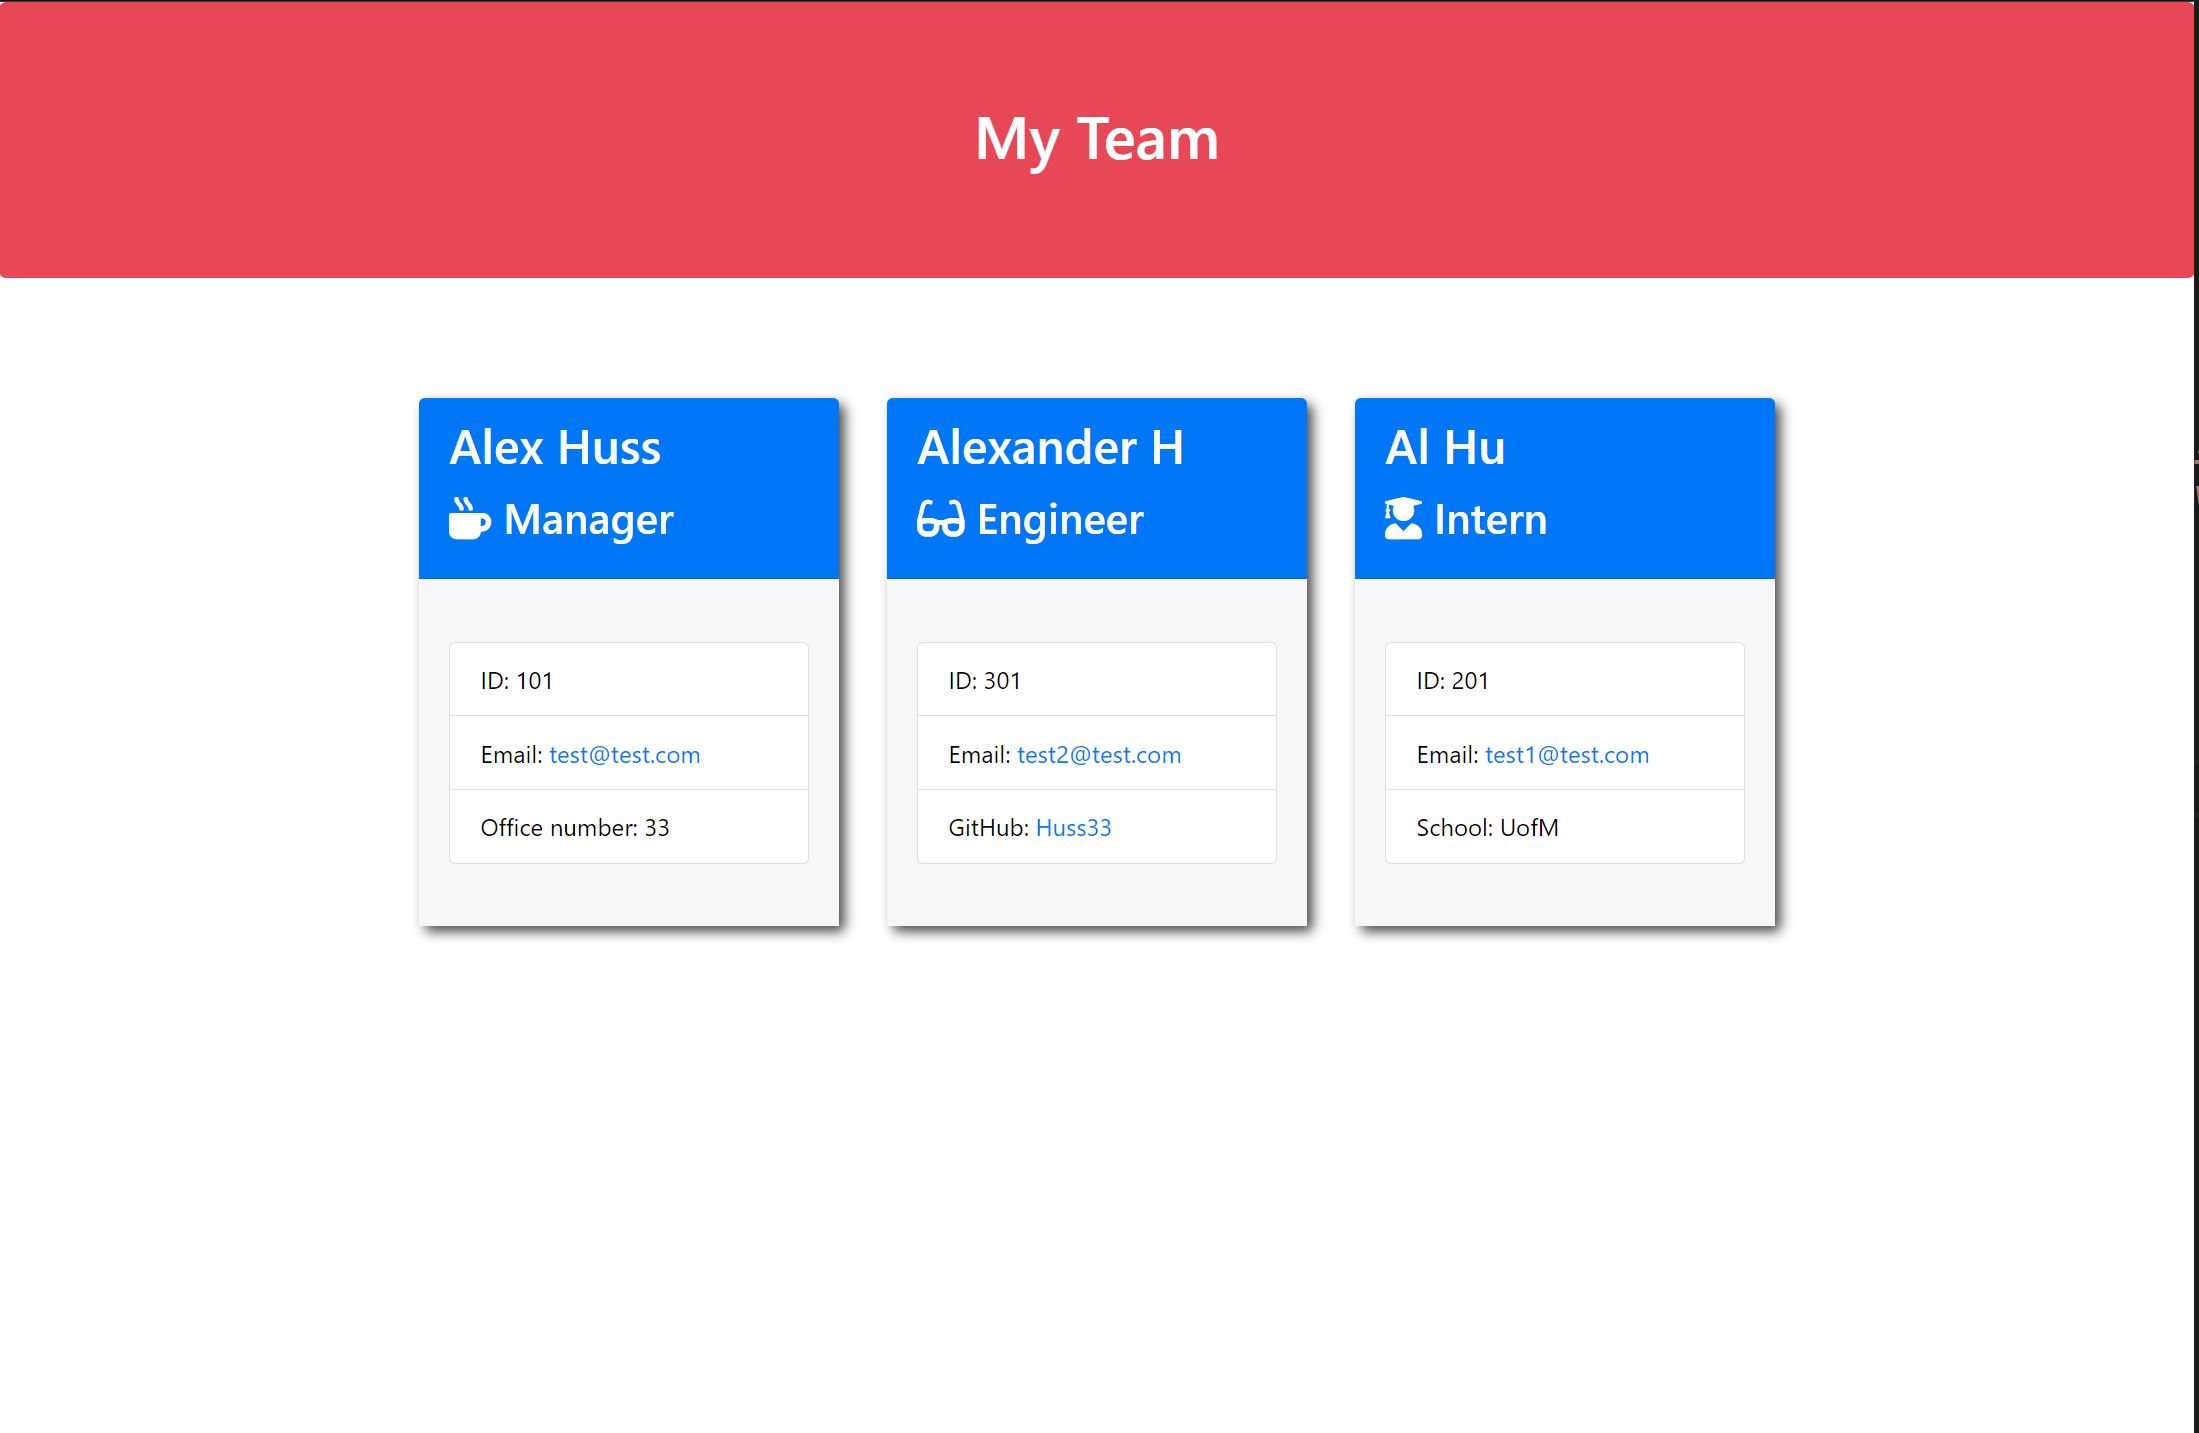 My Team
Alex Huss
Manager
ID: 101
Email: test@test.com
Office number: 33
Alexander H
Engineer
ID: 301
Email: test2@test.com
GitHub: Huss33
Al Hu
Intern
ID: 201
Email: test1@test.com
School: UofM